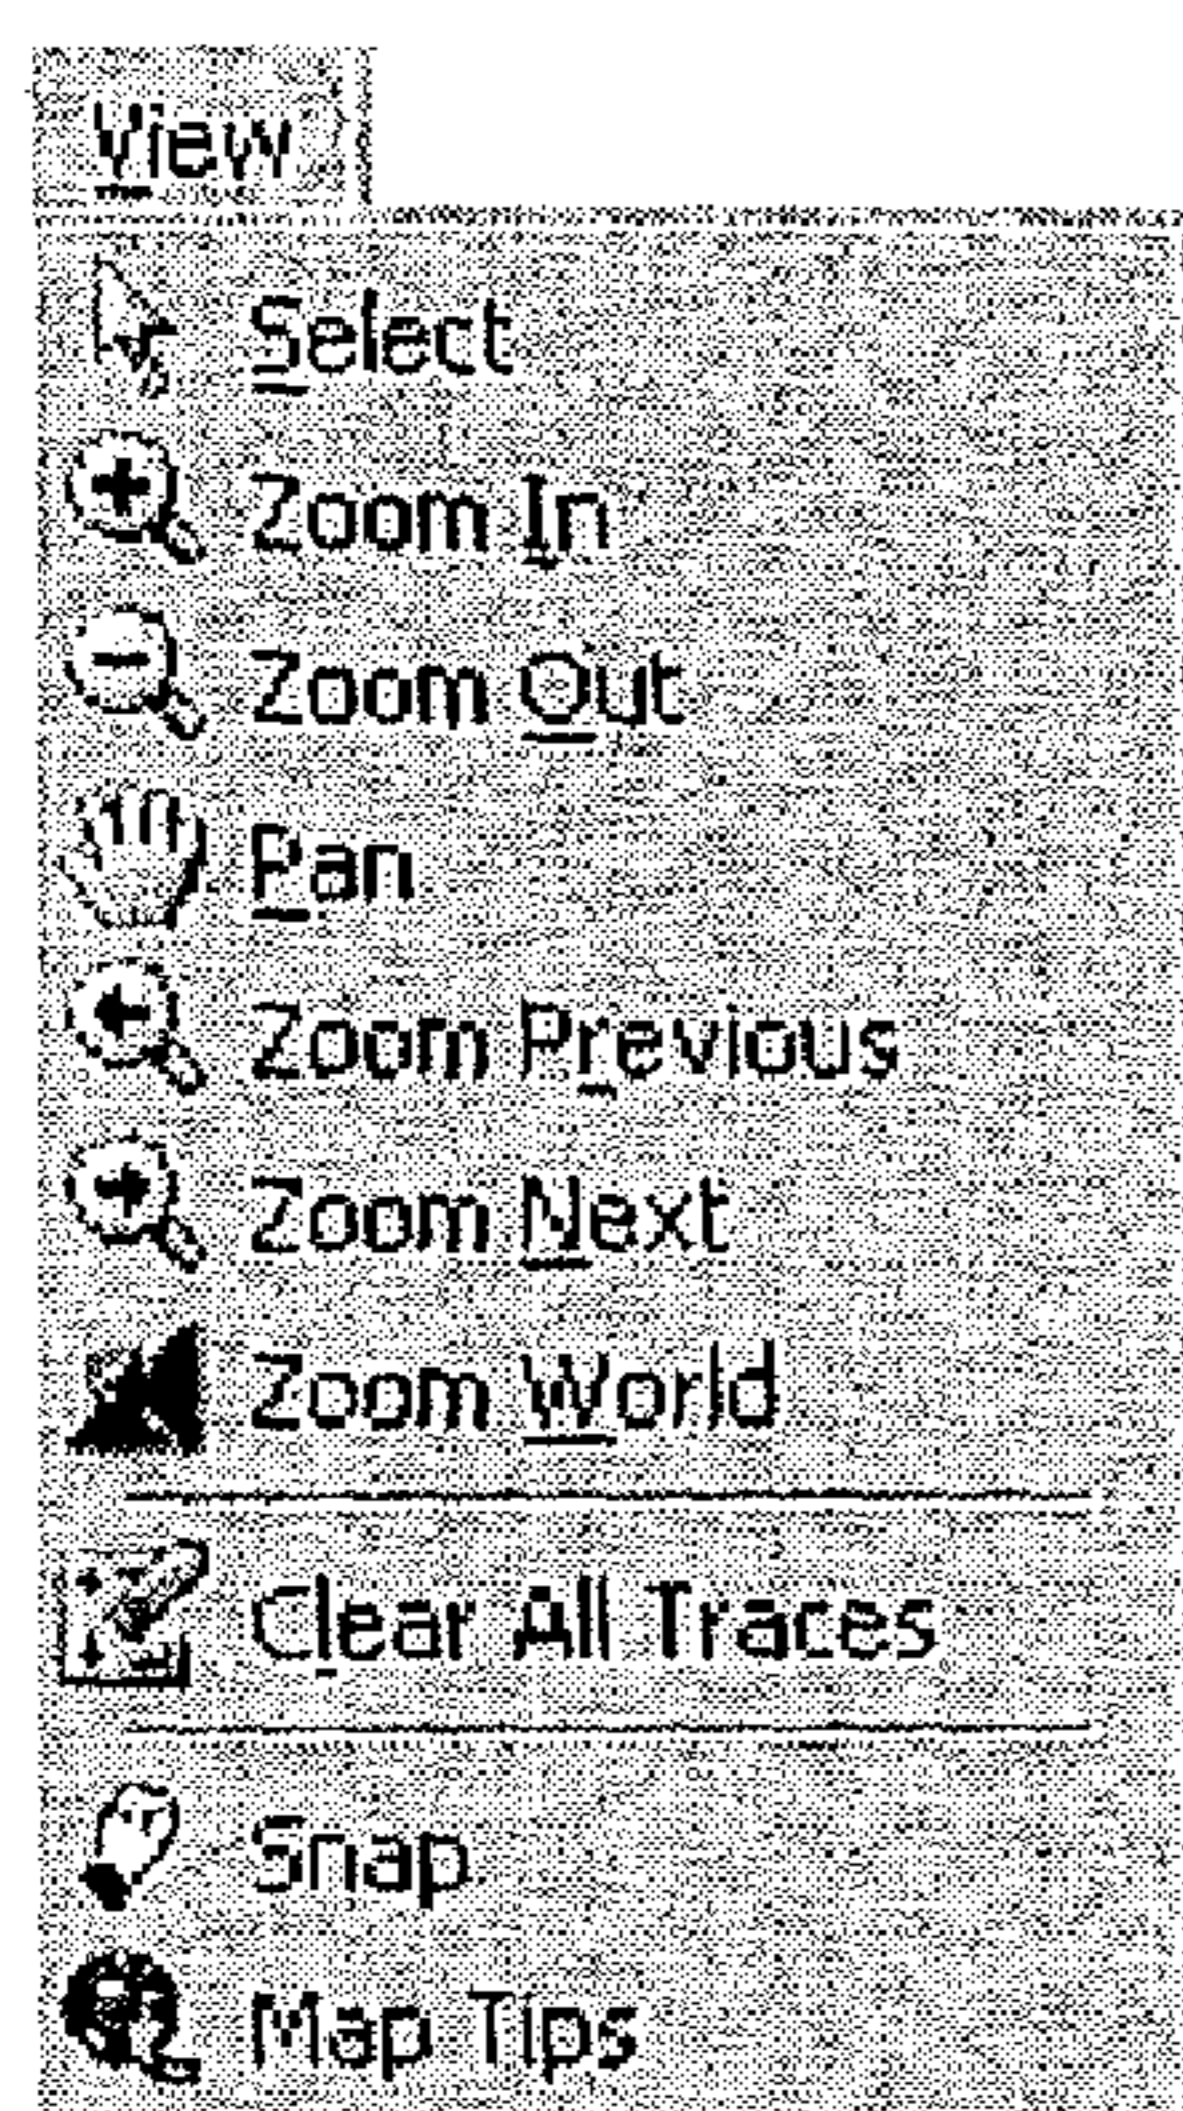 View
Select
Zoom In
Zoom Out
Pan
Zoom Previous
Zoom Next
Zoom World
Clear All Traces
Snap
Map Tips